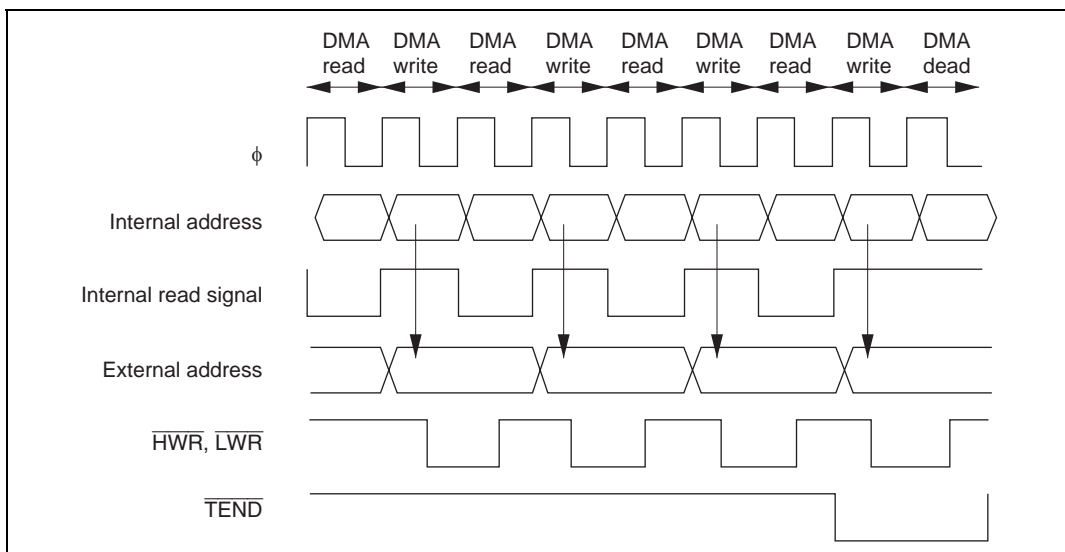 DMA read DMA write DMA read DMA write DMA read DMA write DMA read DMA write DMA dead
ϕ
Internal address
Internal read signal
External address
HWR, LWR
TEND